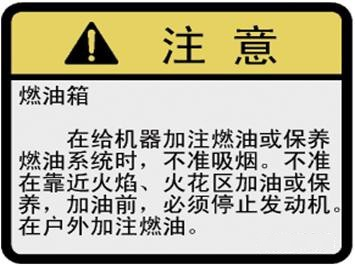 注意
燃油箱
在给机器加注燃油或保养
燃油系统时，不准吸烟。不准
在靠近火焰、火花区加油或保
养，加油前，必须停止发动机。
在户外加注燃油。